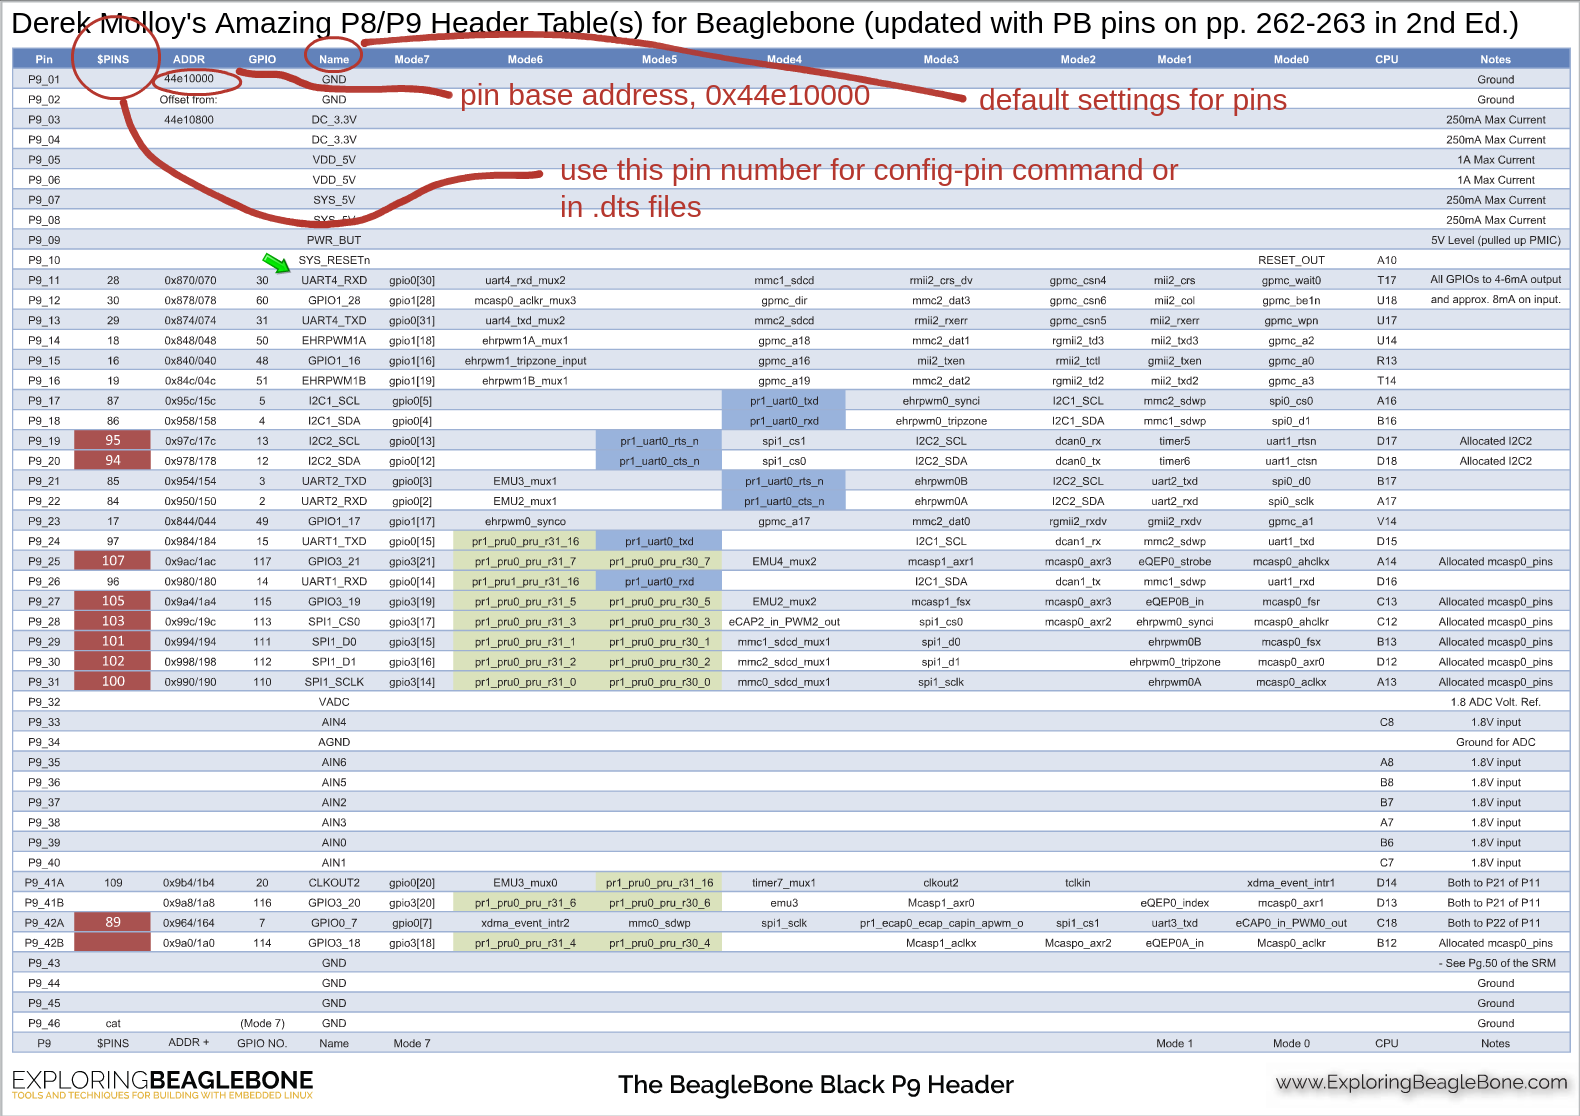 Derek Molloy's Amazing P8/P9 Header Table(s) for Beaglebone (updated with PB pins on pp. 262-263 in 2nd Ed.)
Pin $PINS ADDR GPIO Name Mode7 Mode6 Mode5 Mode4 Mode3 Mode2 Mode1 Mode0 CPU Notes
P9_01 44e10000 GND Ground
pin base address, 0x44e10000
default settings for pins
P9_02 Offset from: GND Ground
P9_03 44e10800 DC_3.3V 250mA Max Current
P9_04 DC_3.3V 250mA Max Current
P9_05 VDD_5V 1A Max Current
use this pin number for config-pin command or
in .dts files
P9_06 VDD_5V 1A Max Current
P9_07 SYS_5V 250mA Max Current
P9_08 SYS_5V 250mA Max Current
P9_09 PWR_BUT 5V Level (pulled up PMIC)
P9_10 SYS_RESETn RESET_OUT A10
P9_11 28 0x870/070 30 UART4_RXD gpio0[30] uart4_rxd_mux2 mmc1_sdcd rmii2_crs_dv gpmc_csn4 mii2_crs gpmc_wait0 T17 All GPIOs to 4-6mA output
P9_12 30 0x878/078 60 GPIO1_28 gpio1[28] mcasp0_aclkr_mux3 gpmc_dir mmc2_dat3 gpmc_csn6 mii2_col gpmc_be1n U18 and approx. 8mA on input.
P9_13 29 0x874/074 31 UART4_TXD gpio0[31] uart4_txd_mux2 mmc2_sdcd rmii2_rxerr gpmc_csn5 mii2_rxerr gpmc_wpn U17
P9_14 18 0x848/048 50 EHRPWM1A gpio1[18] ehrpwm1A_mux1 gpmc_a18 mmc2_dat1 rgmii2_td3 mii2_txd3 gpmc_a2 U14
P9_15 16 0x840/040 48 GPIO1_16 gpio1[16] ehrpwm1_tripzone_input gpmc_a16 mii2_txen rmii2_tctl gmii2_txen gpmc_a0 R13
P9_16 19 0x84c/04c 51 EHRPWM1B gpio1[19] ehrpwm1B_mux1 gpmc_a19 mmc2_dat2 rgmii2_td2 mii2_txd2 gpmc_a3 T14
P9_17 87 0x95c/15c 5 I2C1_SCL gpio0[5] pr1_uart0_txd ehrpwm0_synci I2C1_SCL mmc2_sdwp spi0_cs0 A16
P9_18 86 0x958/158 4 I2C1_SDA gpio0[4] pr1_uart0_rxd ehrpwm0_tripzone I2C1_SDA mmc1_sdwp spi0_d1 B16
P9_19 95 0x97c/17c 13 I2C2_SCL gpio0[13] pr1_uart0_rts_n spi1_cs1 I2C2_SCL dcan0_rx timer5 uart1_rtsn D17 Allocated I2C2
P9_20 94 0x978/178 12 I2C2_SDA gpio0[12] pr1_uart0_cts_n spi1_cs0 I2C2_SDA dcan0_tx timer6 uart1_ctsn D18 Allocated I2C2
P9_21 85 0x954/154 3 UART2_TXD gpio0[3] EMU3_mux1 pr1_uart0_rts_n ehrpwm0B I2C2_SCL uart2_txd spi0_d0 B17
P9_22 84 0x950/150 2 UART2_RXD gpio0[2] EMU2_mux1 pr1_uart0_cts_n ehrpwm0A I2C2_SDA uart2_rxd spi0_sclk A17
P9_23 17 0x844/044 49 GPIO1_17 gpio1[17] ehrpwm0_synco gpmc_a17 mmc2_dat0 rgmii2_rxdv gmii2_rxdv gpmc_a1 V14
P9_24 97 0x984/184 15 UART1_TXD gpio0[15] pr1_pru0_pru_r31_16 pr1_uart0_txd I2C1_SCL dcan1_rx mmc2_sdwp uart1_txd D15
P9_25 107 0x9ac/1ac 117 GPIO3_21 gpio3[21] pr1_pru0_pru_r31_7 pr1_pru0_pru_r30_7 EMU4_mux2 mcasp1_axr1 mcasp0_axr3 eQEP0_strobe mcasp0_ahclkx A14 Allocated mcasp0_pins
P9_26 96 0x980/180 14 UART1_RXD gpio0[14] pr1_pru1_pru_r31_16 pr1_uart0_rxd I2C1_SDA dcan1_tx mmc1_sdwp uart1_rxd D16
P9_27 105 0x9a4/1a4 115 GPIO3_19 gpio3[19] pr1_pru0_pru_r31_5 pr1_pru0_pru_r30_5 EMU2_mux2 mcasp1_fsx mcasp0_axr3 eQEP0B_in mcasp0_fsr C13 Allocated mcasp0_pins
P9_28 103 0x99c/19c 113 SPI1_CS0 gpio3[17] pr1_pru0_pru_r31_3 pr1_pru0_pru_r30_3 eCAP2_in_PWM2_out spi1_cs0 mcasp0_axr2 ehrpwm0_synci mcasp0_ahclkr C12 Allocated mcasp0_pins
P9_29 101 0x994/194 111 SPI1_D0 gpio3[15] pr1_pru0_pru_r31_1 pr1_pru0_pru_r30_1 mmc1_sdcd_mux1 spi1_d0 ehrpwm0B mcasp0_fsx B13 Allocated mcasp0_pins
P9_30 102 0x998/198 112 SPI1_D1 gpio3[16] pr1_pru0_pru_r31_2 pr1_pru0_pru_r30_2 mmc2_sdcd_mux1 spi1_d1 ehrpwm0_tripzone mcasp0_axr0 D12 Allocated mcasp0_pins
P9_31 100 0x990/190 110 SPI1_SCLK gpio3[14] pr1_pru0_pru_r31_0 pr1_pru0_pru_r30_0 mmc0_sdcd_mux1 spi1_sclk ehrpwm0A mcasp0_aclkx A13 Allocated mcasp0_pins
P9_32 VADC 1.8 ADC Volt. Ref.
P9_33 AIN4 C8 1.8V input
P9_34 AGND Ground for ADC
P9_35 AIN6 A8 1.8V input
P9_36 AIN5 B8 1.8V input
P9_37 AIN2 B7 1.8V input
P9_38 AIN3 A7 1.8V input
P9_39 AIN0 B6 1.8V input
P9_40 AIN1 C7 1.8V input
P9_41A 109 0x9b4/1b4 20 CLKOUT2 gpio0[20] EMU3_mux0 pr1_pru0_pru_r31_16 timer7_mux1 clkout2 tclkin xdma_event_intr1 D14 Both to P21 of P11
P9_41B 0x9a8/1a8 116 GPIO3_20 gpio3[20] pr1_pru0_pru_r31_6 pr1_pru0_pru_r30_6 emu3 Mcasp1_axr0 eQEP0_index mcasp0_axr1 D13 Both to P21 of P11
P9_42A 89 0x964/164 7 GPIO0_7 gpio0[7] xdma_event_intr2 mmc0_sdwp spi1_sclk pr1_ecap0_ecap_capin_apwm_o spi1_cs1 uart3_txd eCAP0_in_PWM0_out C18 Both to P22 of P11
P9_42B 0x9a0/1a0 114 GPIO3_18 gpio3[18] pr1_pru0_pru_r31_4 pr1_pru0_pru_r30_4 Mcasp1_aclkx Mcaspo_axr2 eQEP0A_in Mcasp0_aclkr B12 Allocated mcasp0_pins
P9_43 GND - See Pg.50 of the SRM
P9_44 GND Ground
P9_45 GND Ground
P9_46 cat (Mode 7) GND Ground
P9 $PINS ADDR + GPIO NO. Name Mode 7 Mode 1 Mode 0 CPU Notes
EXPLORINGBEAGLEBONE
TOOLS AND TECHNIQUES FOR BUILDING WITH EMBEDDED LINUX
The BeagleBone Black P9 Header
www.ExploringBeagleBone.com